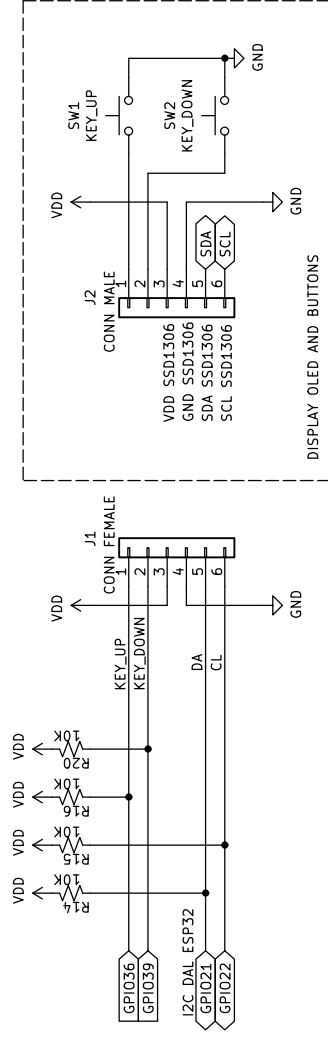 VDD
VDD
VDD
VDD
VDD
10K
10K
10K
10K
R14
R15
R16
R20
J1
CONN FEMALE
KEY_UP
KEY_DOWN
1
2
3
4
5
6
GPIO36
GPIO39
I2C DAL ESP32
GPIO21
GPIO22
DA
CL
GND
VDD
J2
CONN MALE
1
2
3
4
5
6
VDD SSD1306
GND SSD1306
SDA SSD1306
SCL SSD1306
SDA
SCL
SW1
KEY_UP
SW2
KEY_DOWN
GND
GND
DISPLAY OLED AND BUTTONS